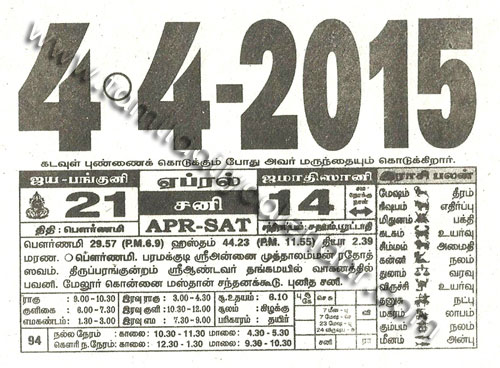 4-4-2015
கடவுள் புண்ணைக் கொடுக்கும் போது அவர் மருந்தையும் கொடுக்கிறார்.
ஜய-பங்குனி ஏப்ரல் ஜமாதிஸானி இராசி பலன்
21 சனி 14
திதி: பௌர்ணமி APR-SAT
மேஷம் தீரம்
ரிஷபம் எதிர்ப்பு
மிதுனம் பக்தி
கடகம் உயர்வு
சிம்மம் அமைதி
கன்னி நலம்
துலாம் வரவு
விருச் உயர்வு
தனுசு நட்பு
மகரம் லாபம்
கும்பம் நலம்
மீனம் அன்பு
பௌர்ணமி 29.57 (P.M.6.9) ஹஸ்தம் 44.23 (P.M. 11.55) தியா 2.39
மரண. பௌர்ணமி. பரமக்குடி ஸ்ரீஅன்னை முத்தாலம்மன் ரதோத்
ஸவம். திருப்பரங்குன்றம் ஸ்ரீஆண்டவர் தங்கமயில் வாகனத்தில்
பவனி. மேலூர் கொன்னை மஸ்தான் சந்தனக்கூடு. புனித சனி.
ராகு 9.00-10.30 இரவு ராகு 3.00-4.30 சூ.உதயம் : 6.10
குளிகை 6.00-7.30 இரவு குளி 10.30-12.00 சூலம் : கிழக்கு
எமகண்டம் 1.30-3.00 இரவு எம 7.30-9.00 பரிகாரம் : தயிர்
94 நல்ல நேரம் : காலை: 10.30-11.30 மாலை: 4.30-5.30
கௌரி ந.நேரம் : காலை: 12.30-1.30 மாலை: 9.30-10.30